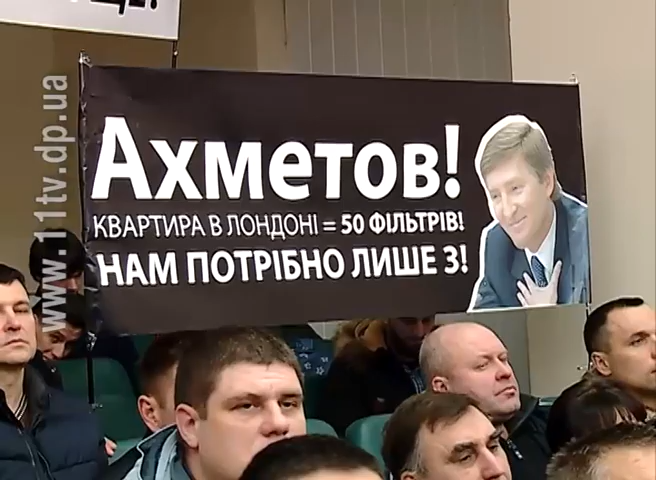 Ахметов!
КВАРТИРА В ЛОНДОНІ = 50 ФІЛЬТРІВ!
НАМ ПОТРІБНО ЛИШЕ 3!
www.11tv.dp.ua